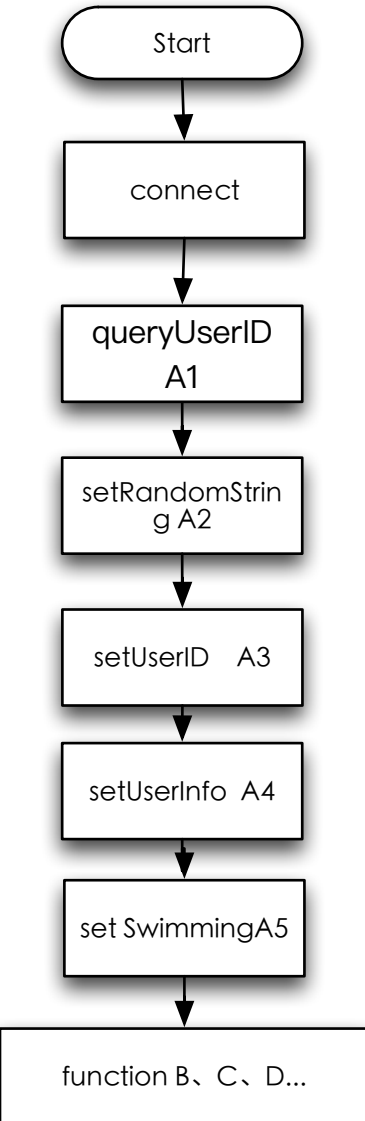 Start
connect
queryUserID
A1
setRandomStrin
g A2
setUserID A3
setUserInfo A4
set SwimmingA5
function B、C、D...